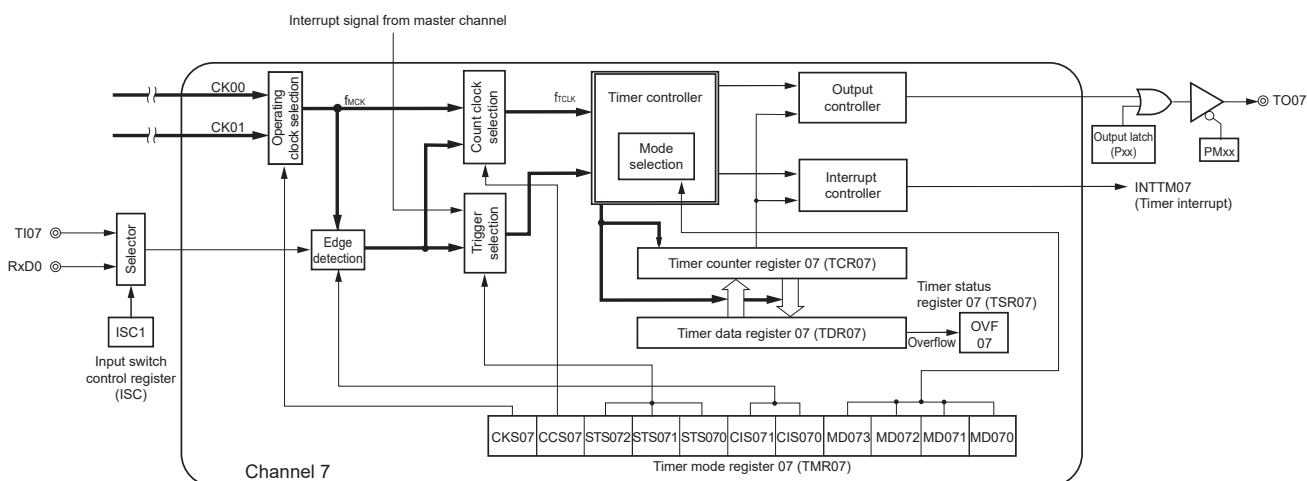 Interrupt signal from master channel
CK00
CK01
Operating
clock selection
fMCK
Count clock
selection
fTCLK
Timer controller
Mode
selection
Output
controller
TO07
Output latch
(Pxx)
PMxx
Interrupt
controller
INTTM07
(Timer interrupt)
TI07
RxD0
Selector
Edge
detection
Trigger
selection
ISC1
Input switch
control register
(ISC)
Timer counter register 07 (TCR07)
Timer status
register 07 (TSR07)
Timer data register 07 (TDR07)
Overflow
OVF
07
CKS07 CCS07 STS072 STS071 STS070 CIS071 CIS070 MD073 MD072 MD071 MD070
Timer mode register 07 (TMR07)
Channel 7